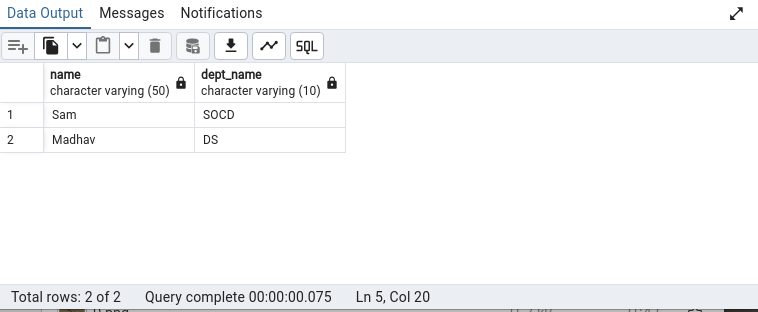 Data Output Messages Notifications
SQL
name dept_name
character varying (50) character varying (10)
1 Sam SOCD
2 Madhav DS
Total rows: 2 of 2 Query complete 00:00:00.075 Ln 5, Col 20